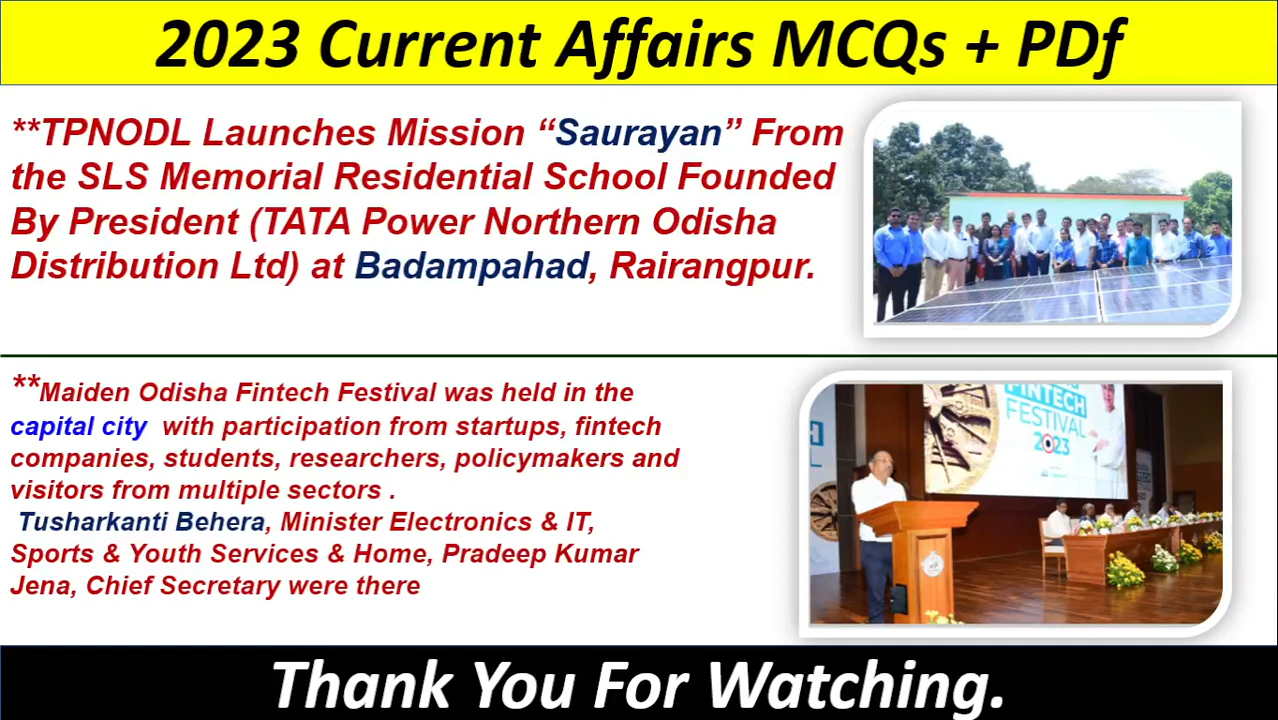 2023 Current Affairs MCQs + PDf
**TPNODL Launches Mission “Saurayan” From
the SLS Memorial Residential School Founded
By President (TATA Power Northern Odisha
Distribution Ltd) at Badampahad, Rairangpur.
**Maiden Odisha Fintech Festival was held in the
capital city with participation from startups, fintech
companies, students, researchers, policymakers and
visitors from multiple sectors .
Tusharkanti Behera, Minister Electronics & IT,
Sports & Youth Services & Home, Pradeep Kumar
Jena, Chief Secretary were there
FINTECH
FESTIVAL
2023
Thank You For Watching.